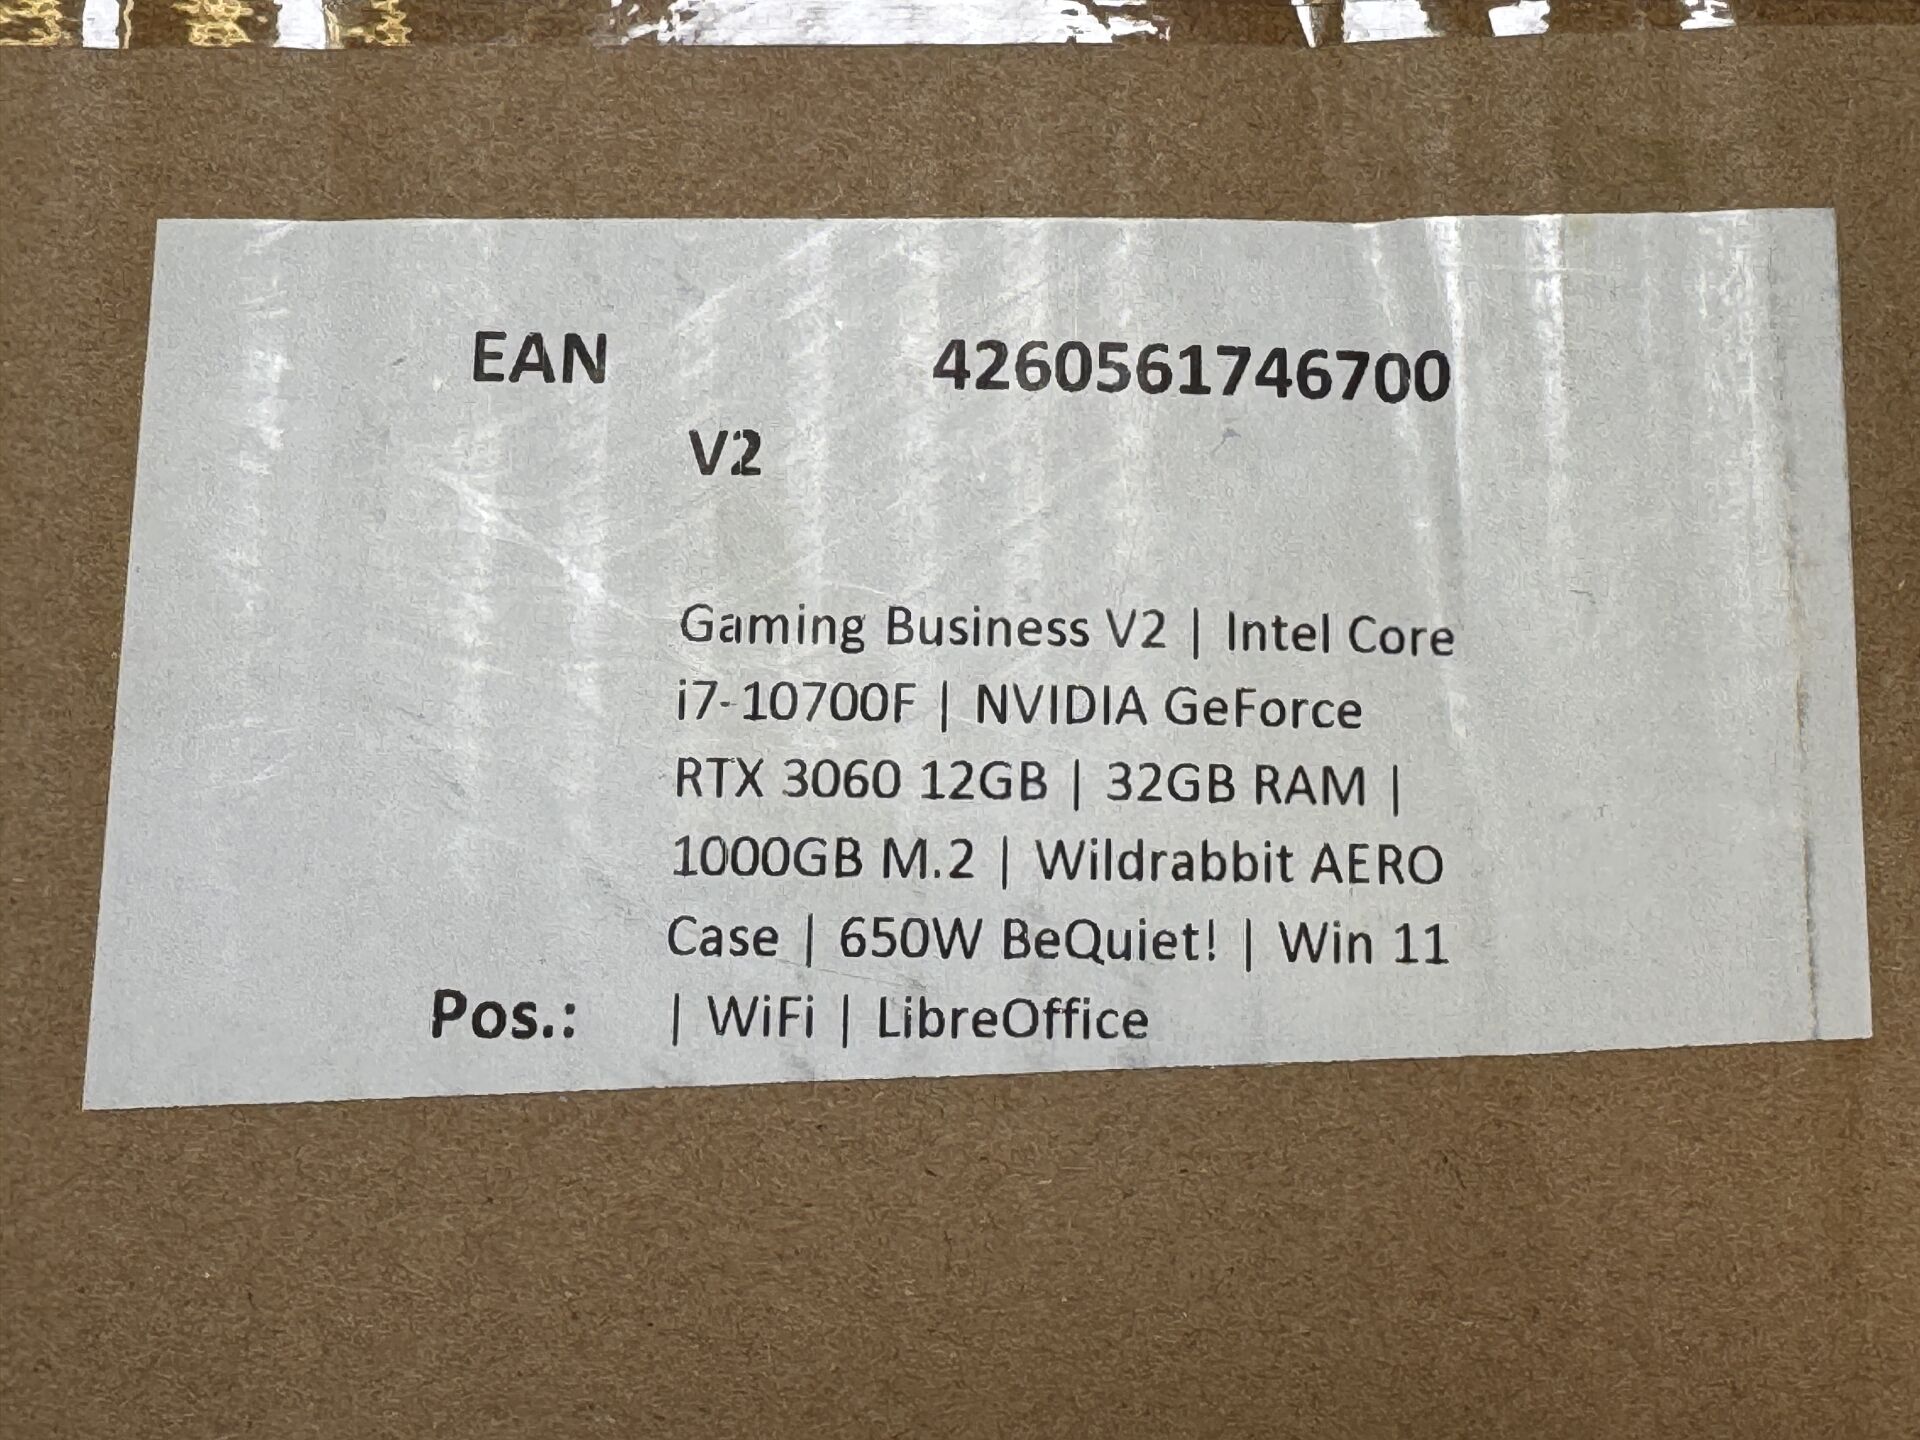 EAN 4260561746700
V2
Gaming Business V2 | Intel Core
i7-10700F | NVIDIA GeForce
RTX 3060 12GB | 32GB RAM |
1000GB M.2 | Wildrabbit AERO
Case | 650W BeQuiet! | Win 11
Pos.: | WiFi | LibreOffice